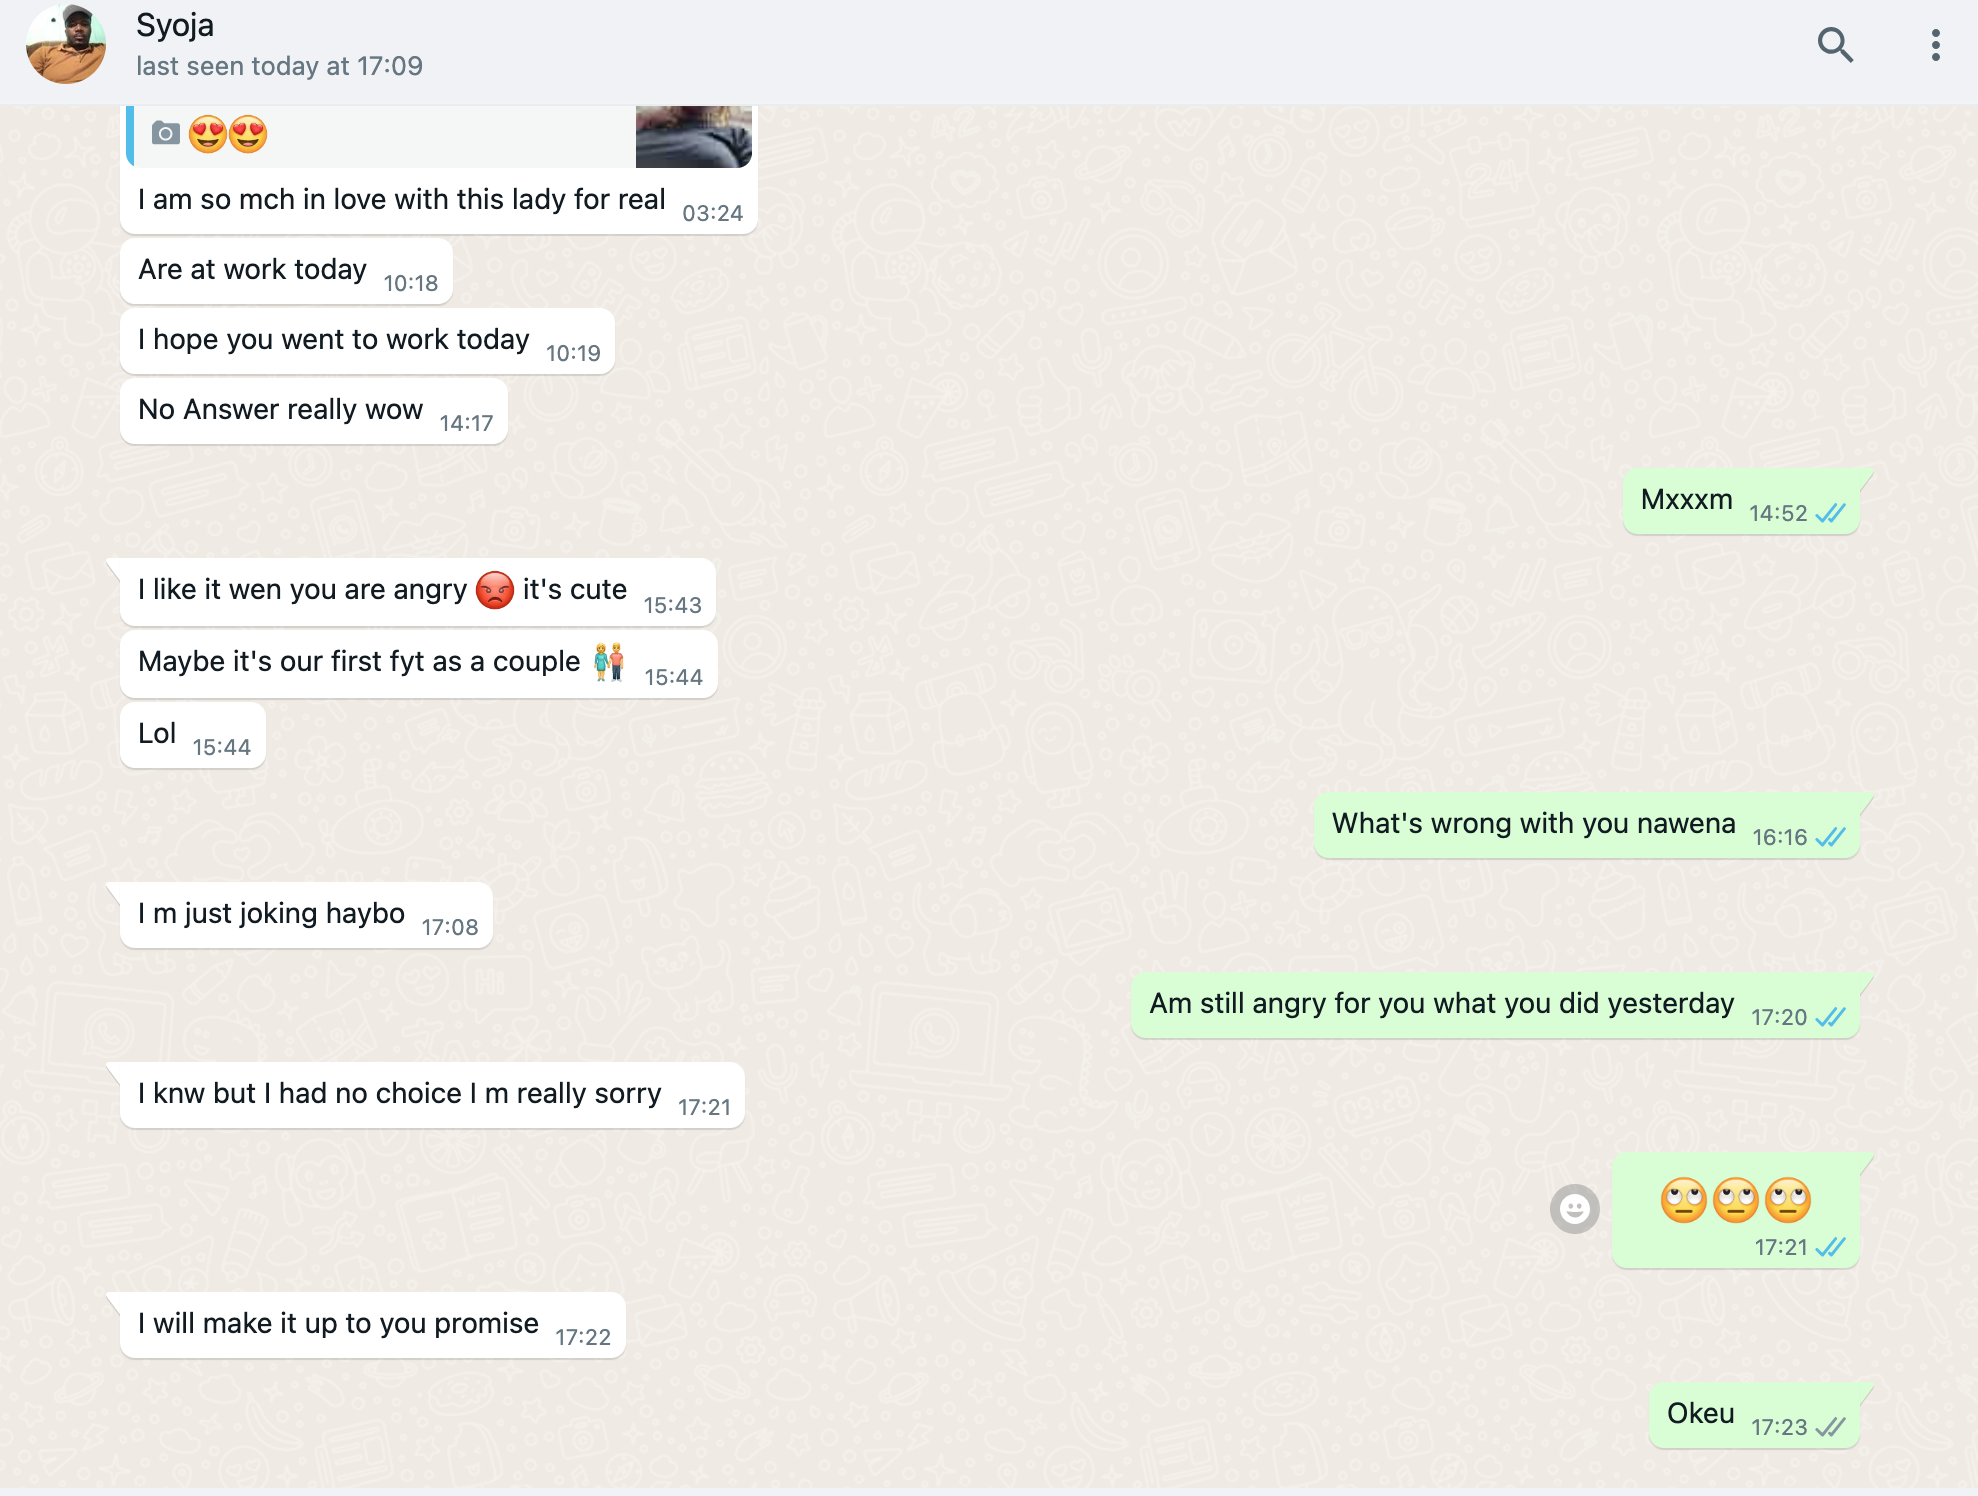 Syoja
last seen today at 17:09
😍😍
I am so mch in love with this lady for real 03:24
Are at work today 10:18
I hope you went to work today 10:19
No Answer really wow 14:17
Mxxxm 14:52
I like it wen you are angry 😡 it's cute 15:43
Maybe it's our first fyt as a couple 👫 15:44
Lol 15:44
What's wrong with you nawena 16:16
I m just joking haybo 17:08
Am still angry for you what you did yesterday 17:20
I knw but I had no choice I m really sorry 17:21
🙄🙄🙄
17:21
I will make it up to you promise 17:22
Okeu 17:23